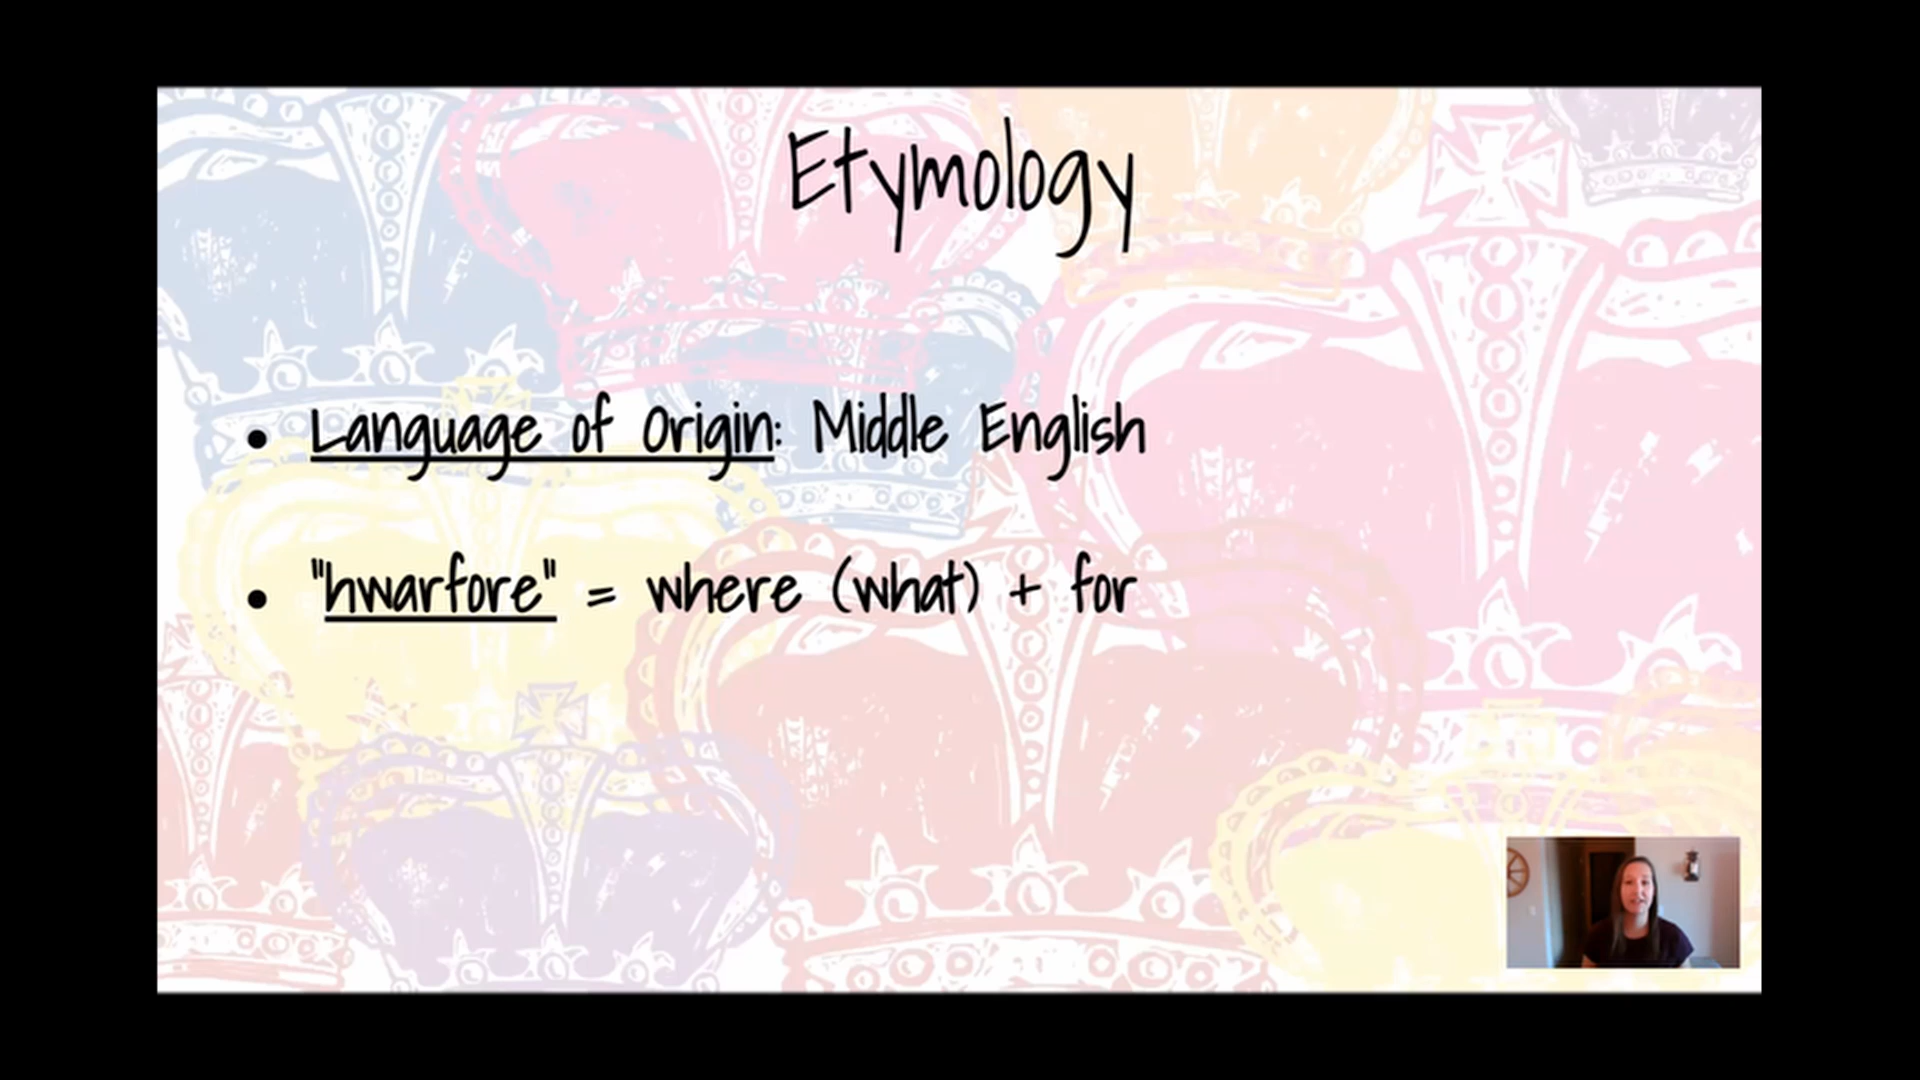 Etymology
• Language of Origin: Middle English
• "hwarfore" = where (what) + for